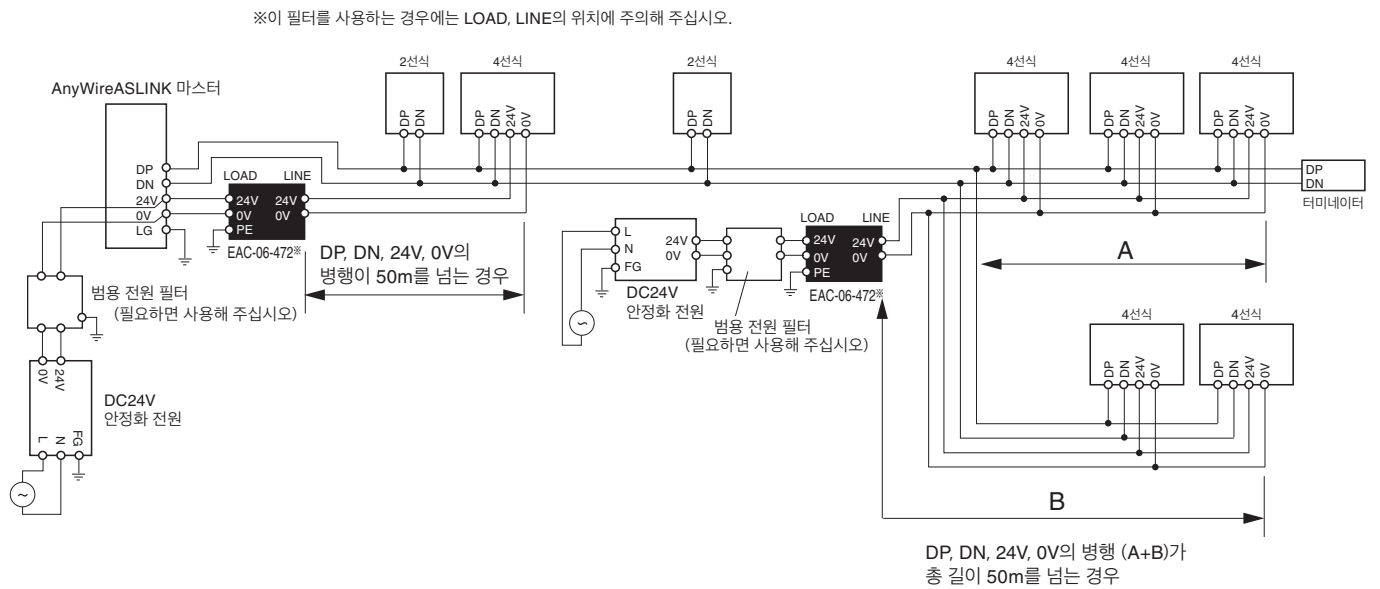 ※이 필터를 사용하는 경우에는 LOAD, LINE의 위치에 주의해 주십시오.
2선식
4선식
2선식
4선식
4선식
4선식
AnyWireASLINK 마스터
DP
DN
DP
DN
24V
0V
DP
DN
DP
DN
24V
0V
DP
DN
24V
0V
DP
DN
24V
0V
DP
DN
24V
0V
LG
LOAD
LINE
24V
0V
PE
24V
0V
EAC-06-472※
DP, DN, 24V, 0V의
병행이 50m를 넘는 경우
DP
DN
터미네이터
L
N
FG
24V
0V
DC24V
안정화 전원
LOAD
LINE
24V
0V
PE
24V
0V
EAC-06-472※
A
범용 전원 필터
(필요하면 사용해 주십시오)
범용 전원 필터
(필요하면 사용해 주십시오)
4선식
4선식
DP
DN
24V
0V
DP
DN
24V
0V
0V
24V
DC24V
안정화 전원
L
N
FG
~
~
B
DP, DN, 24V, 0V의 병행 (A+B)가
총 길이 50m를 넘는 경우